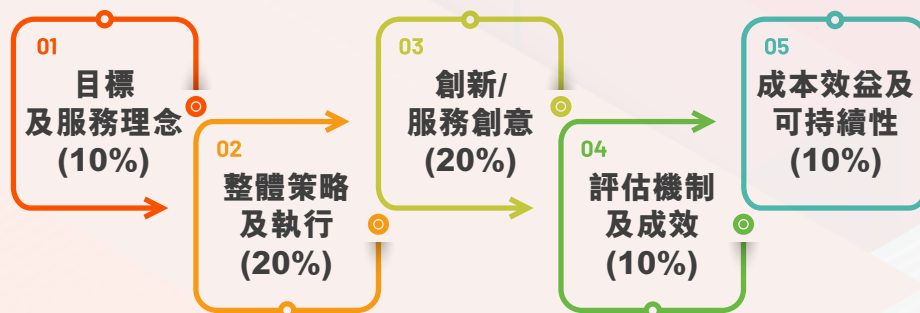 01
目標
及服務理念
(10%)
02
整體策略
及執行
(20%)
03
創新/
服務創意
(20%)
04
評估機制
及成效
(10%)
05
成本效益及
可持續性
(10%)